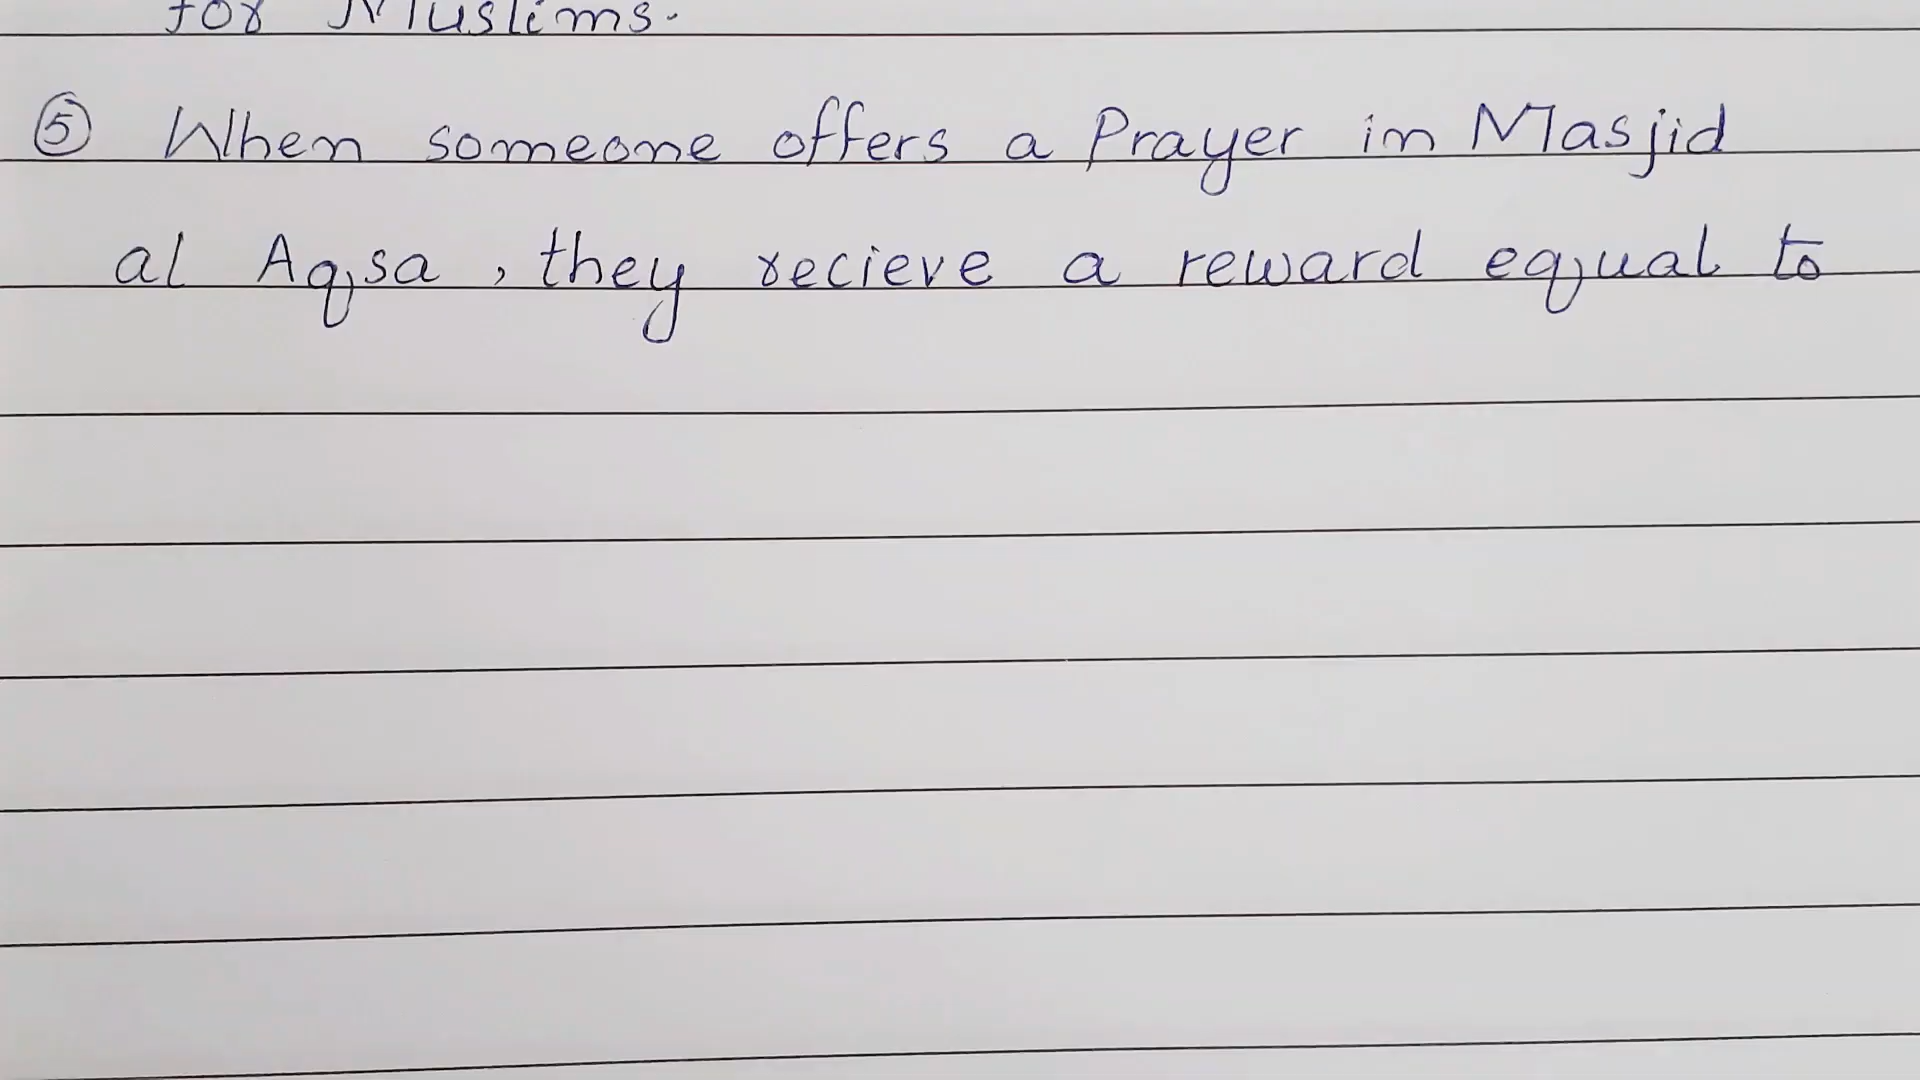 for Muslims.
⑤ When someone offers a Prayer in Masjid
al Aqsa, they recieve a reward equal to